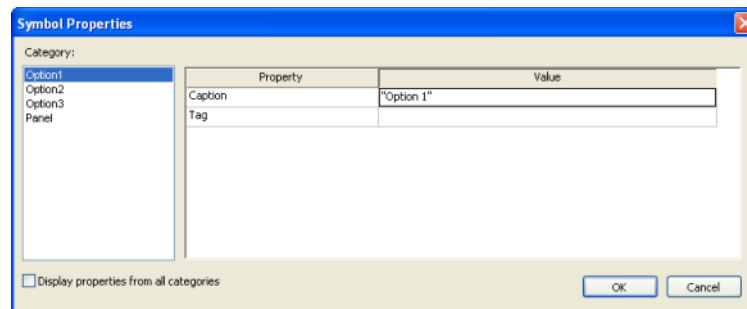 Symbol Properties
Category:
Option1
Option2
Option3
Panel
Property Value
Caption "Option 1"
Tag
Display properties from all categories
OK Cancel